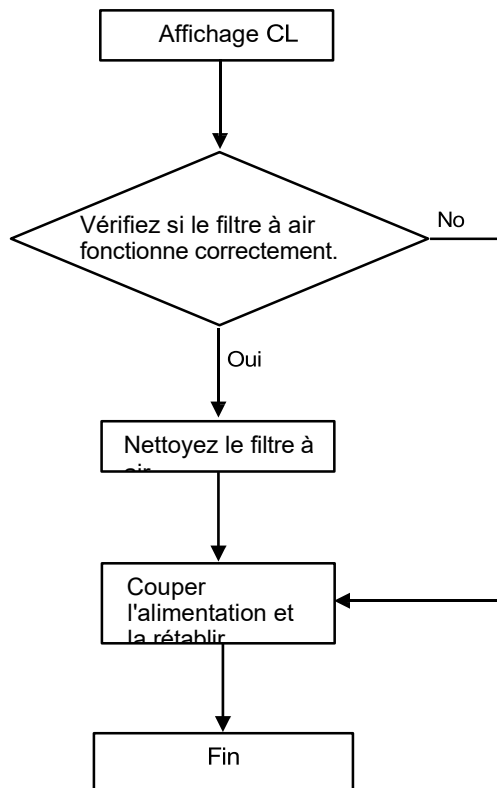 Affichage CL
Vérifiez si le filtre à air
fonctionne correctement.
No
Oui
Nettoyez le filtre à
air
Couper
l'alimentation et
la rétablir
Fin